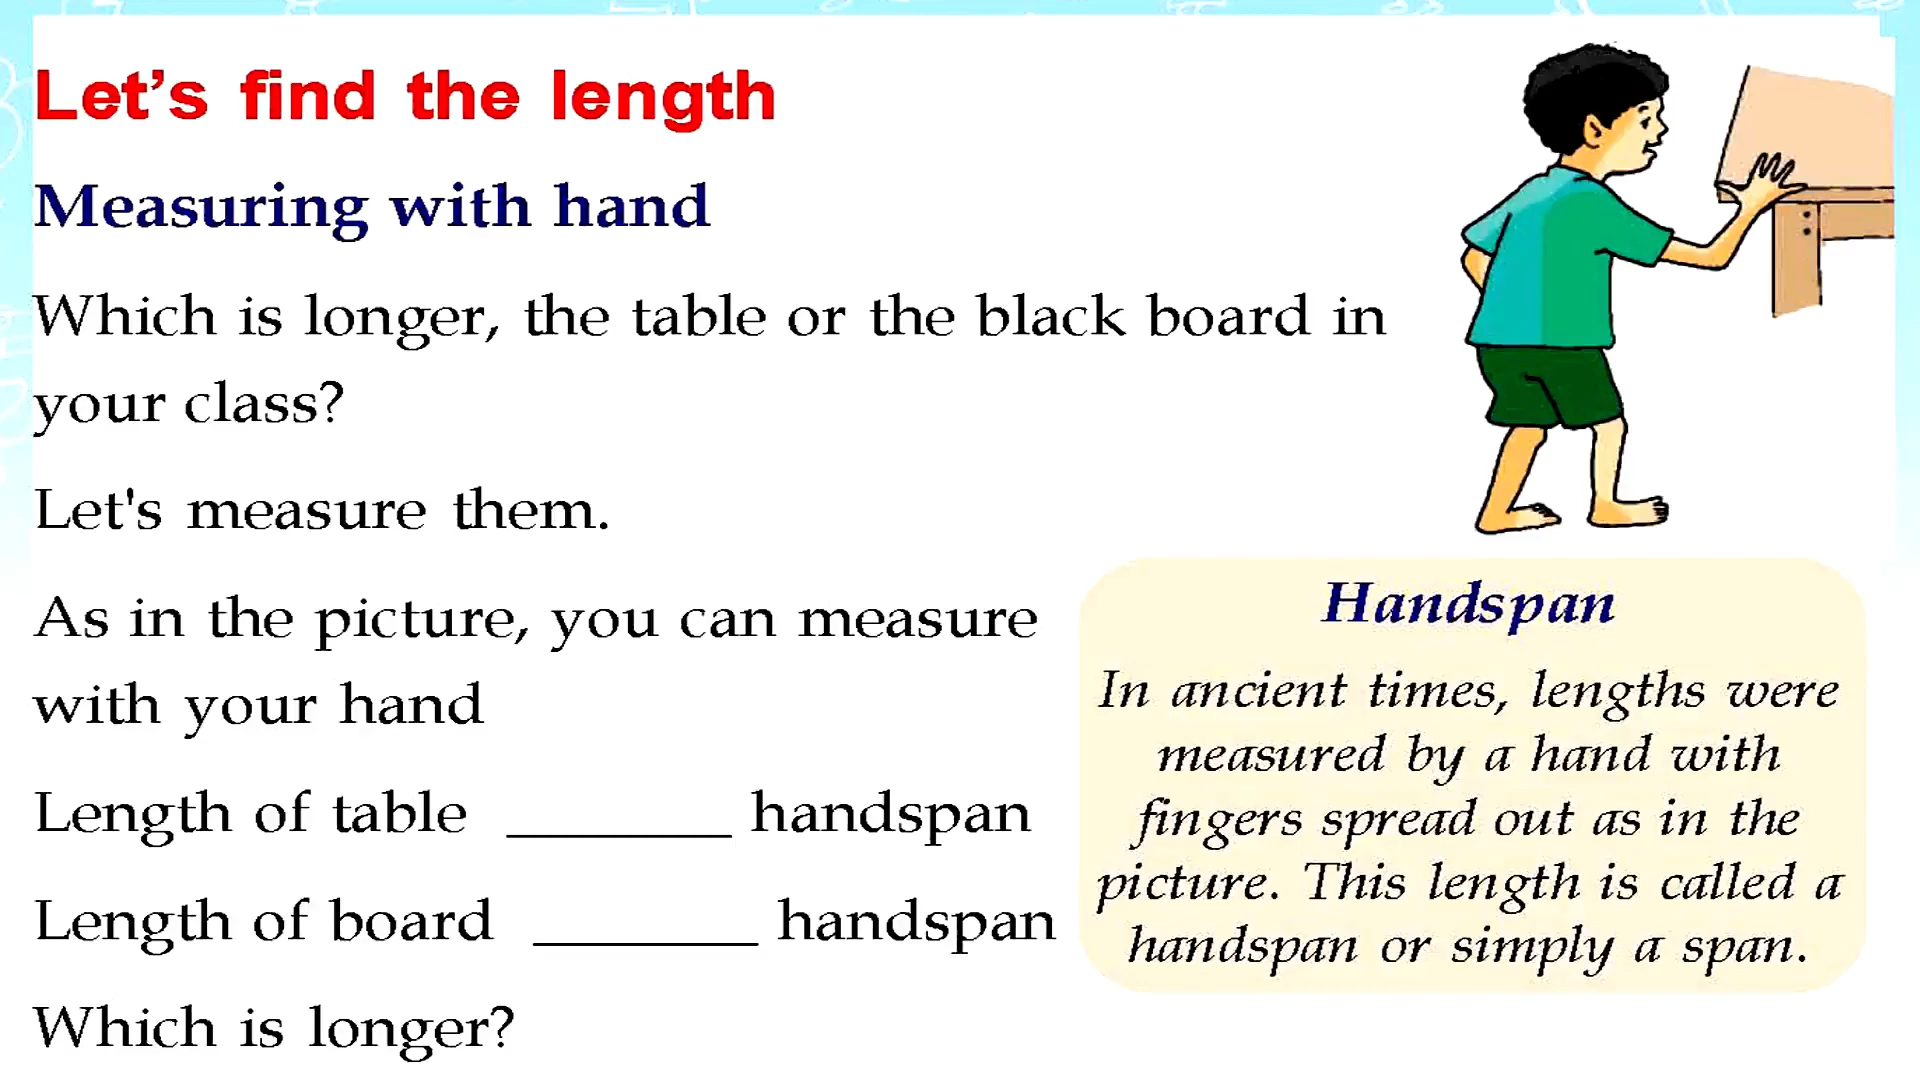 Let’s find the length
Measuring with hand
Which is longer, the table or the black board in
your class?
Let's measure them.
As in the picture, you can measure
with your hand
Length of table ________ handspan
Length of board ________ handspan
Which is longer?
Handspan
In ancient times, lengths were
measured by a hand with
fingers spread out as in the
picture. This length is called a
handspan or simply a span.